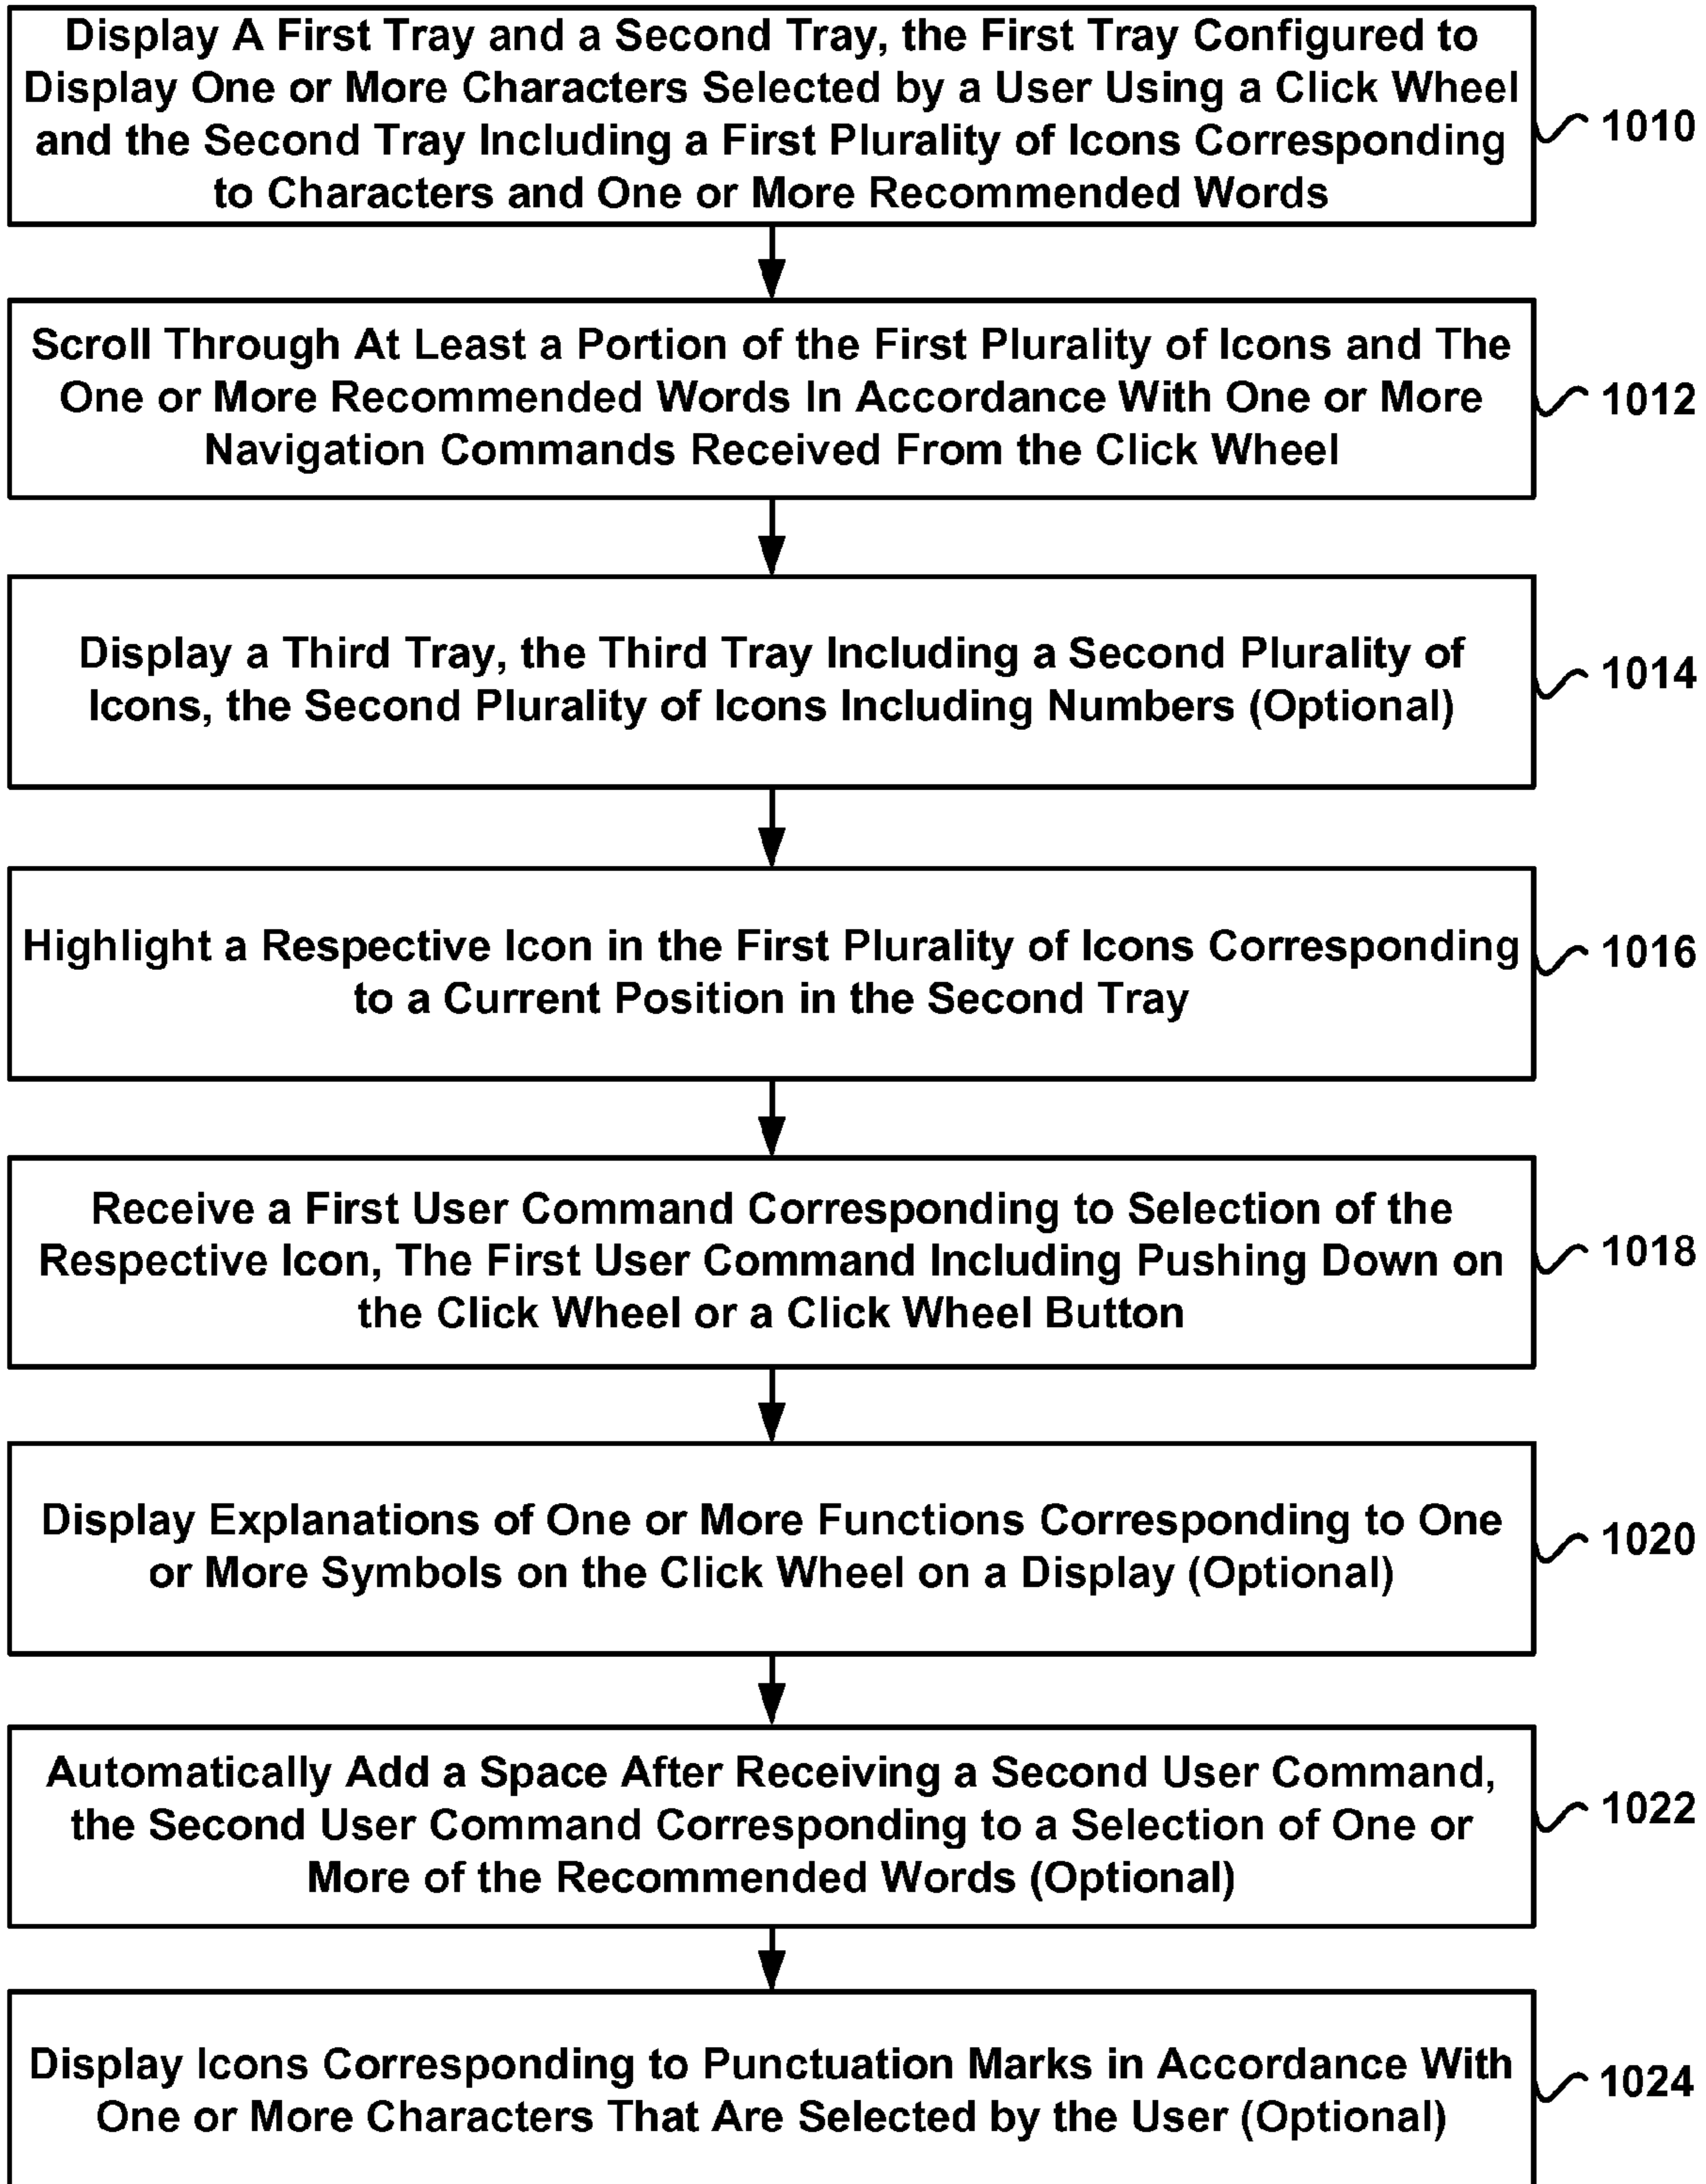 Display A First Tray and a Second Tray, the First Tray Configured to
Display One or More Characters Selected by a User Using a Click Wheel
and the Second Tray Including a First Plurality of Icons Corresponding
to Characters and One or More Recommended Words
1010
Scroll Through At Least a Portion of the First Plurality of Icons and The
One or More Recommended Words In Accordance With One or More
Navigation Commands Received From the Click Wheel
1012
Display a Third Tray, the Third Tray Including a Second Plurality of
Icons, the Second Plurality of Icons Including Numbers (Optional)
1014
Highlight a Respective Icon in the First Plurality of Icons Corresponding
to a Current Position in the Second Tray
1016
Receive a First User Command Corresponding to Selection of the
Respective Icon, The First User Command Including Pushing Down on
the Click Wheel or a Click Wheel Button
1018
Display Explanations of One or More Functions Corresponding to One
or More Symbols on the Click Wheel on a Display (Optional)
1020
Automatically Add a Space After Receiving a Second User Command,
the Second User Command Corresponding to a Selection of One or
More of the Recommended Words (Optional)
1022
Display Icons Corresponding to Punctuation Marks in Accordance With
One or More Characters That Are Selected by the User (Optional)
1024